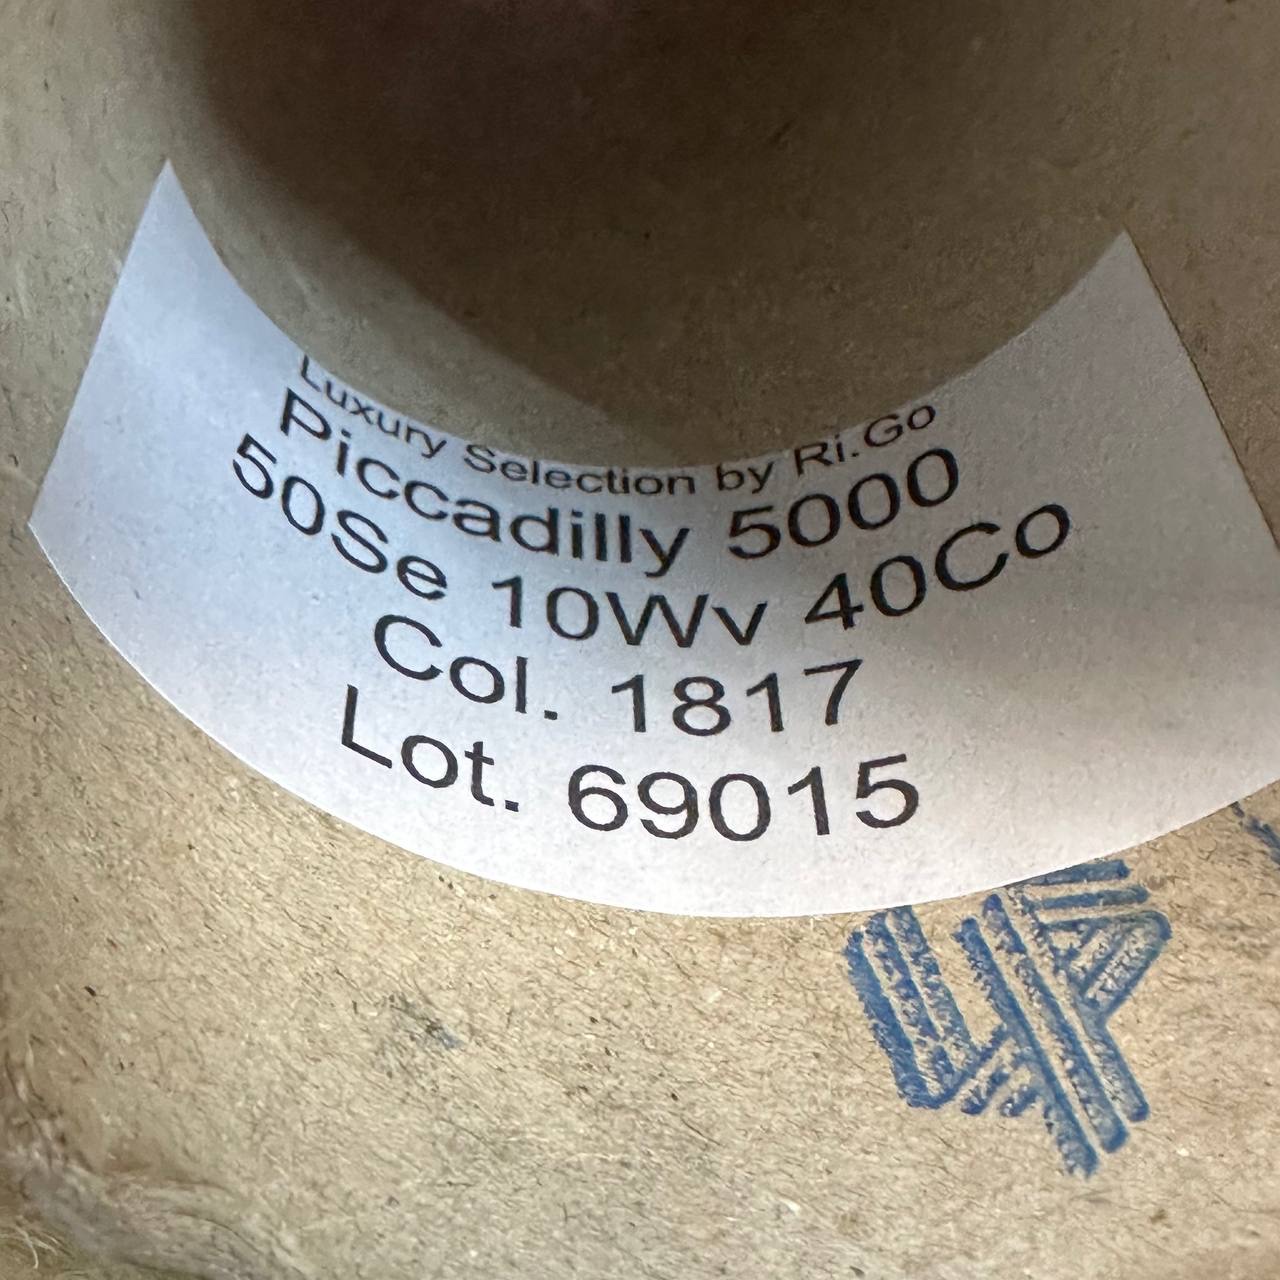 Luxury Selection by Ri.Go
Piccadilly 5000
50Se 10Wv 40Co
Col. 1817
Lot. 69015